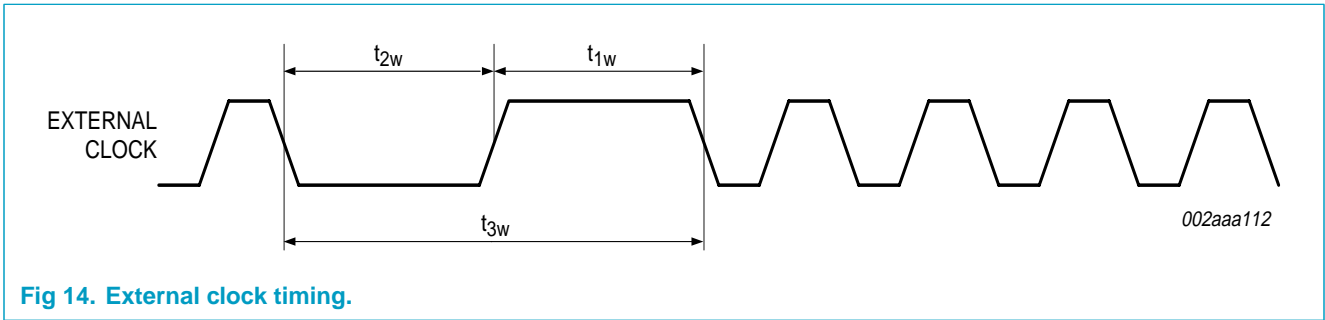 t2w
t1w
EXTERNAL
CLOCK
t3w
002aaa112
Fig 14. External clock timing.